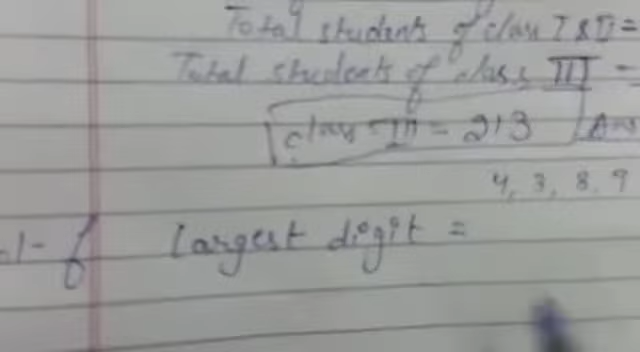 Total students of class I & II =
Total students of class III =
class III = 213 Ans
4, 3, 8, 9
Largest digit =